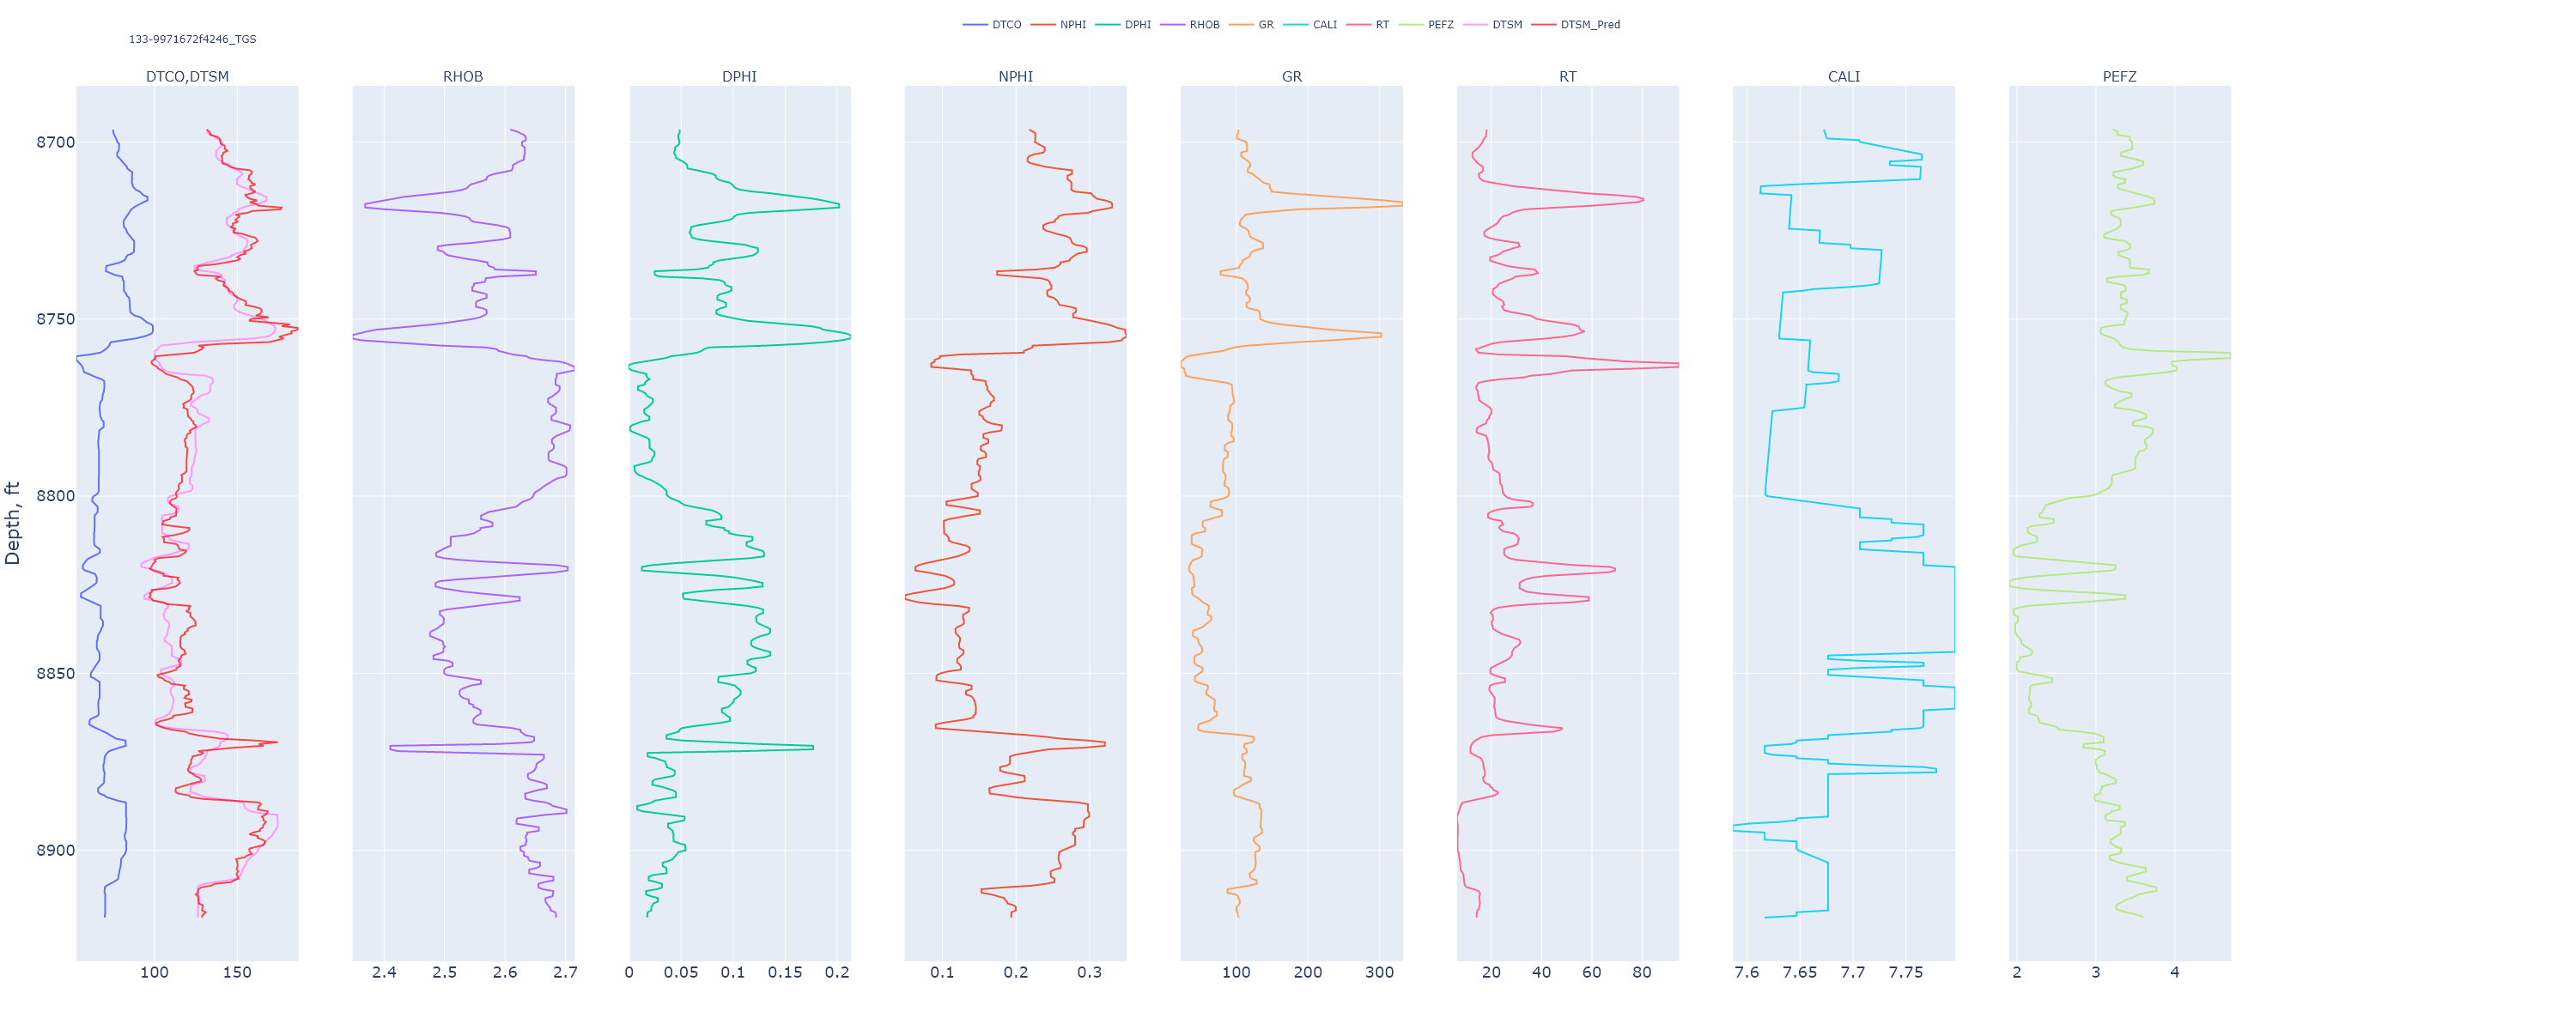 DTCO NPHI DPHI RHOB GR CALI RT PEFZ DTSM DTSM_Pred
133-9971672f4246_TGS
DTCO,DTSM RHOB DPHI NPHI GR RT CALI PEFZ
8700
8750
8800
Depth, ft
8850
8900
100 150 2.4 2.5 2.6 2.7 0 0.05 0.1 0.15 0.2 0.1 0.2 0.3 100 200 300 20 40 60 80 7.6 7.65 7.7 7.75 2 3 4